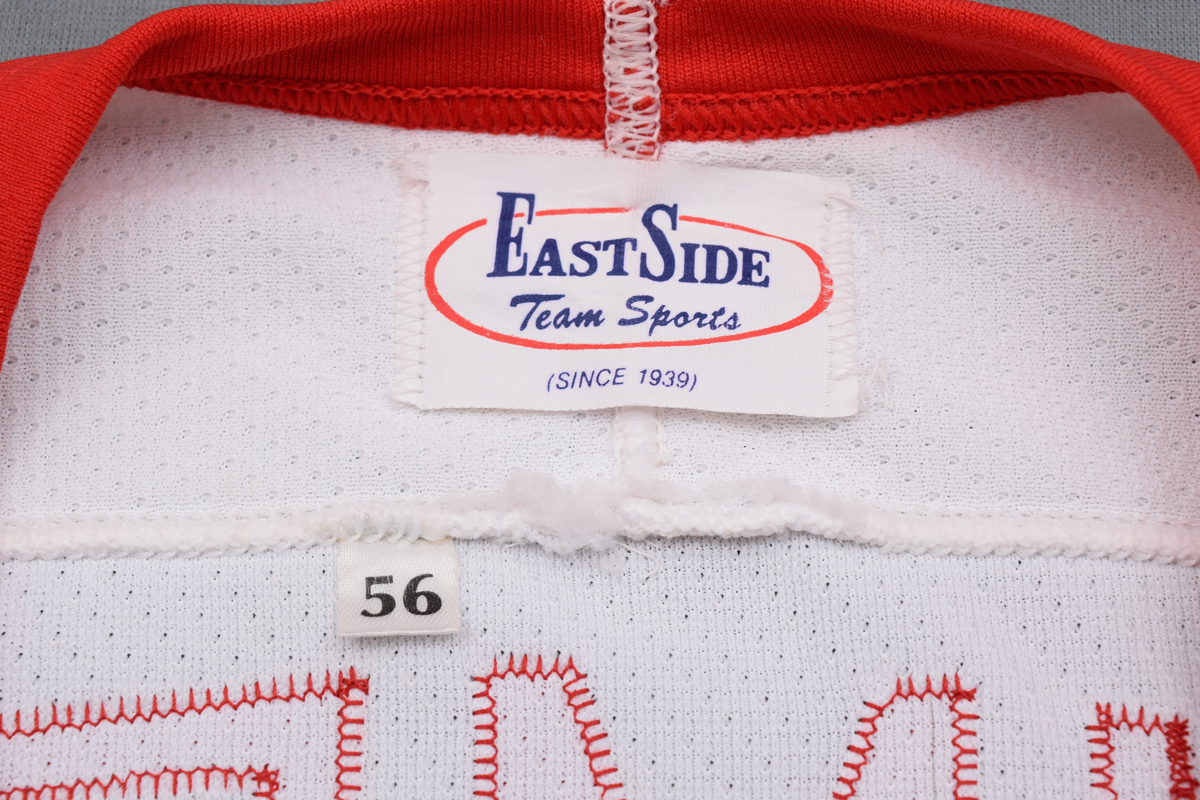 EASTSIDE
Team Sports
(SINCE 1939)
56